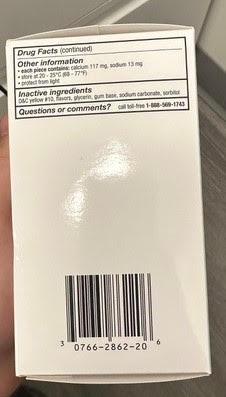 Drug Facts (continued)
Other information
• each piece contains: calcium 117 mg, sodium 13 mg
• store at 20 - 25°C (68 - 77°F)
• protect from light
Inactive ingredients
D&C yellow #10, flavors, glycerin, gum base, sodium carbonate, sorbitol
Questions or comments? call toll-free 1-888-569-1743
3 0766-2862-20 6